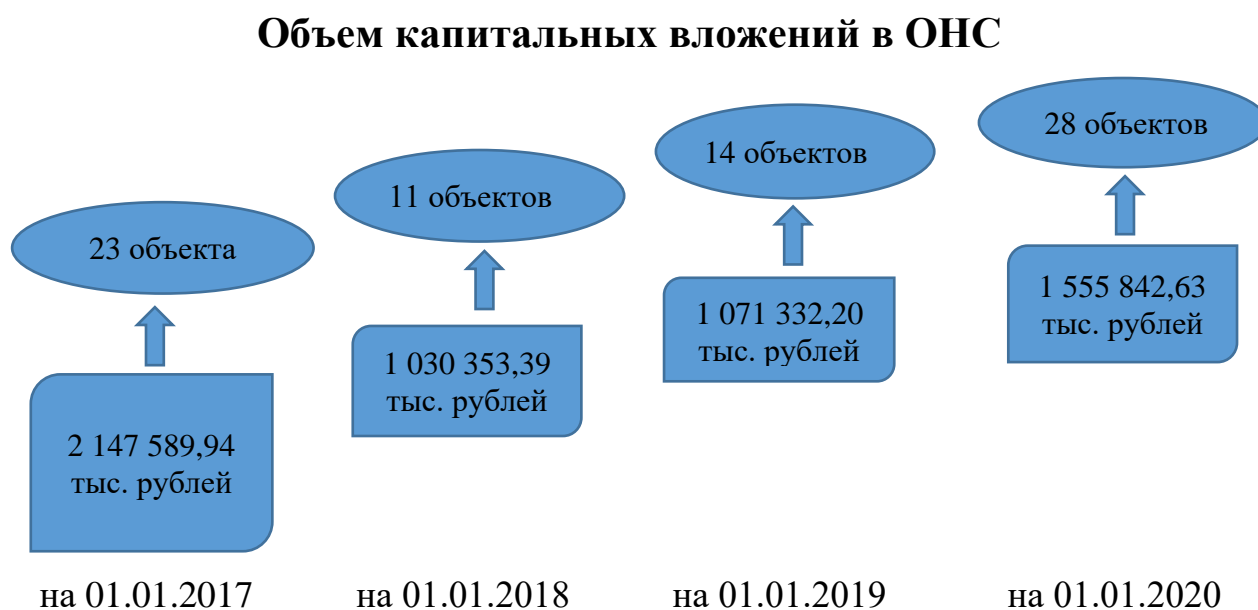 Объем капитальных вложений в ОНС
23 объекта
11 объектов
14 объектов
28 объектов
2 147 589,94
тыс. рублей
1 030 353,39
тыс. рублей
1 071 332,20
тыс. рублей
1 555 842,63
тыс. рублей
на 01.01.2017
на 01.01.2018
на 01.01.2019
на 01.01.2020